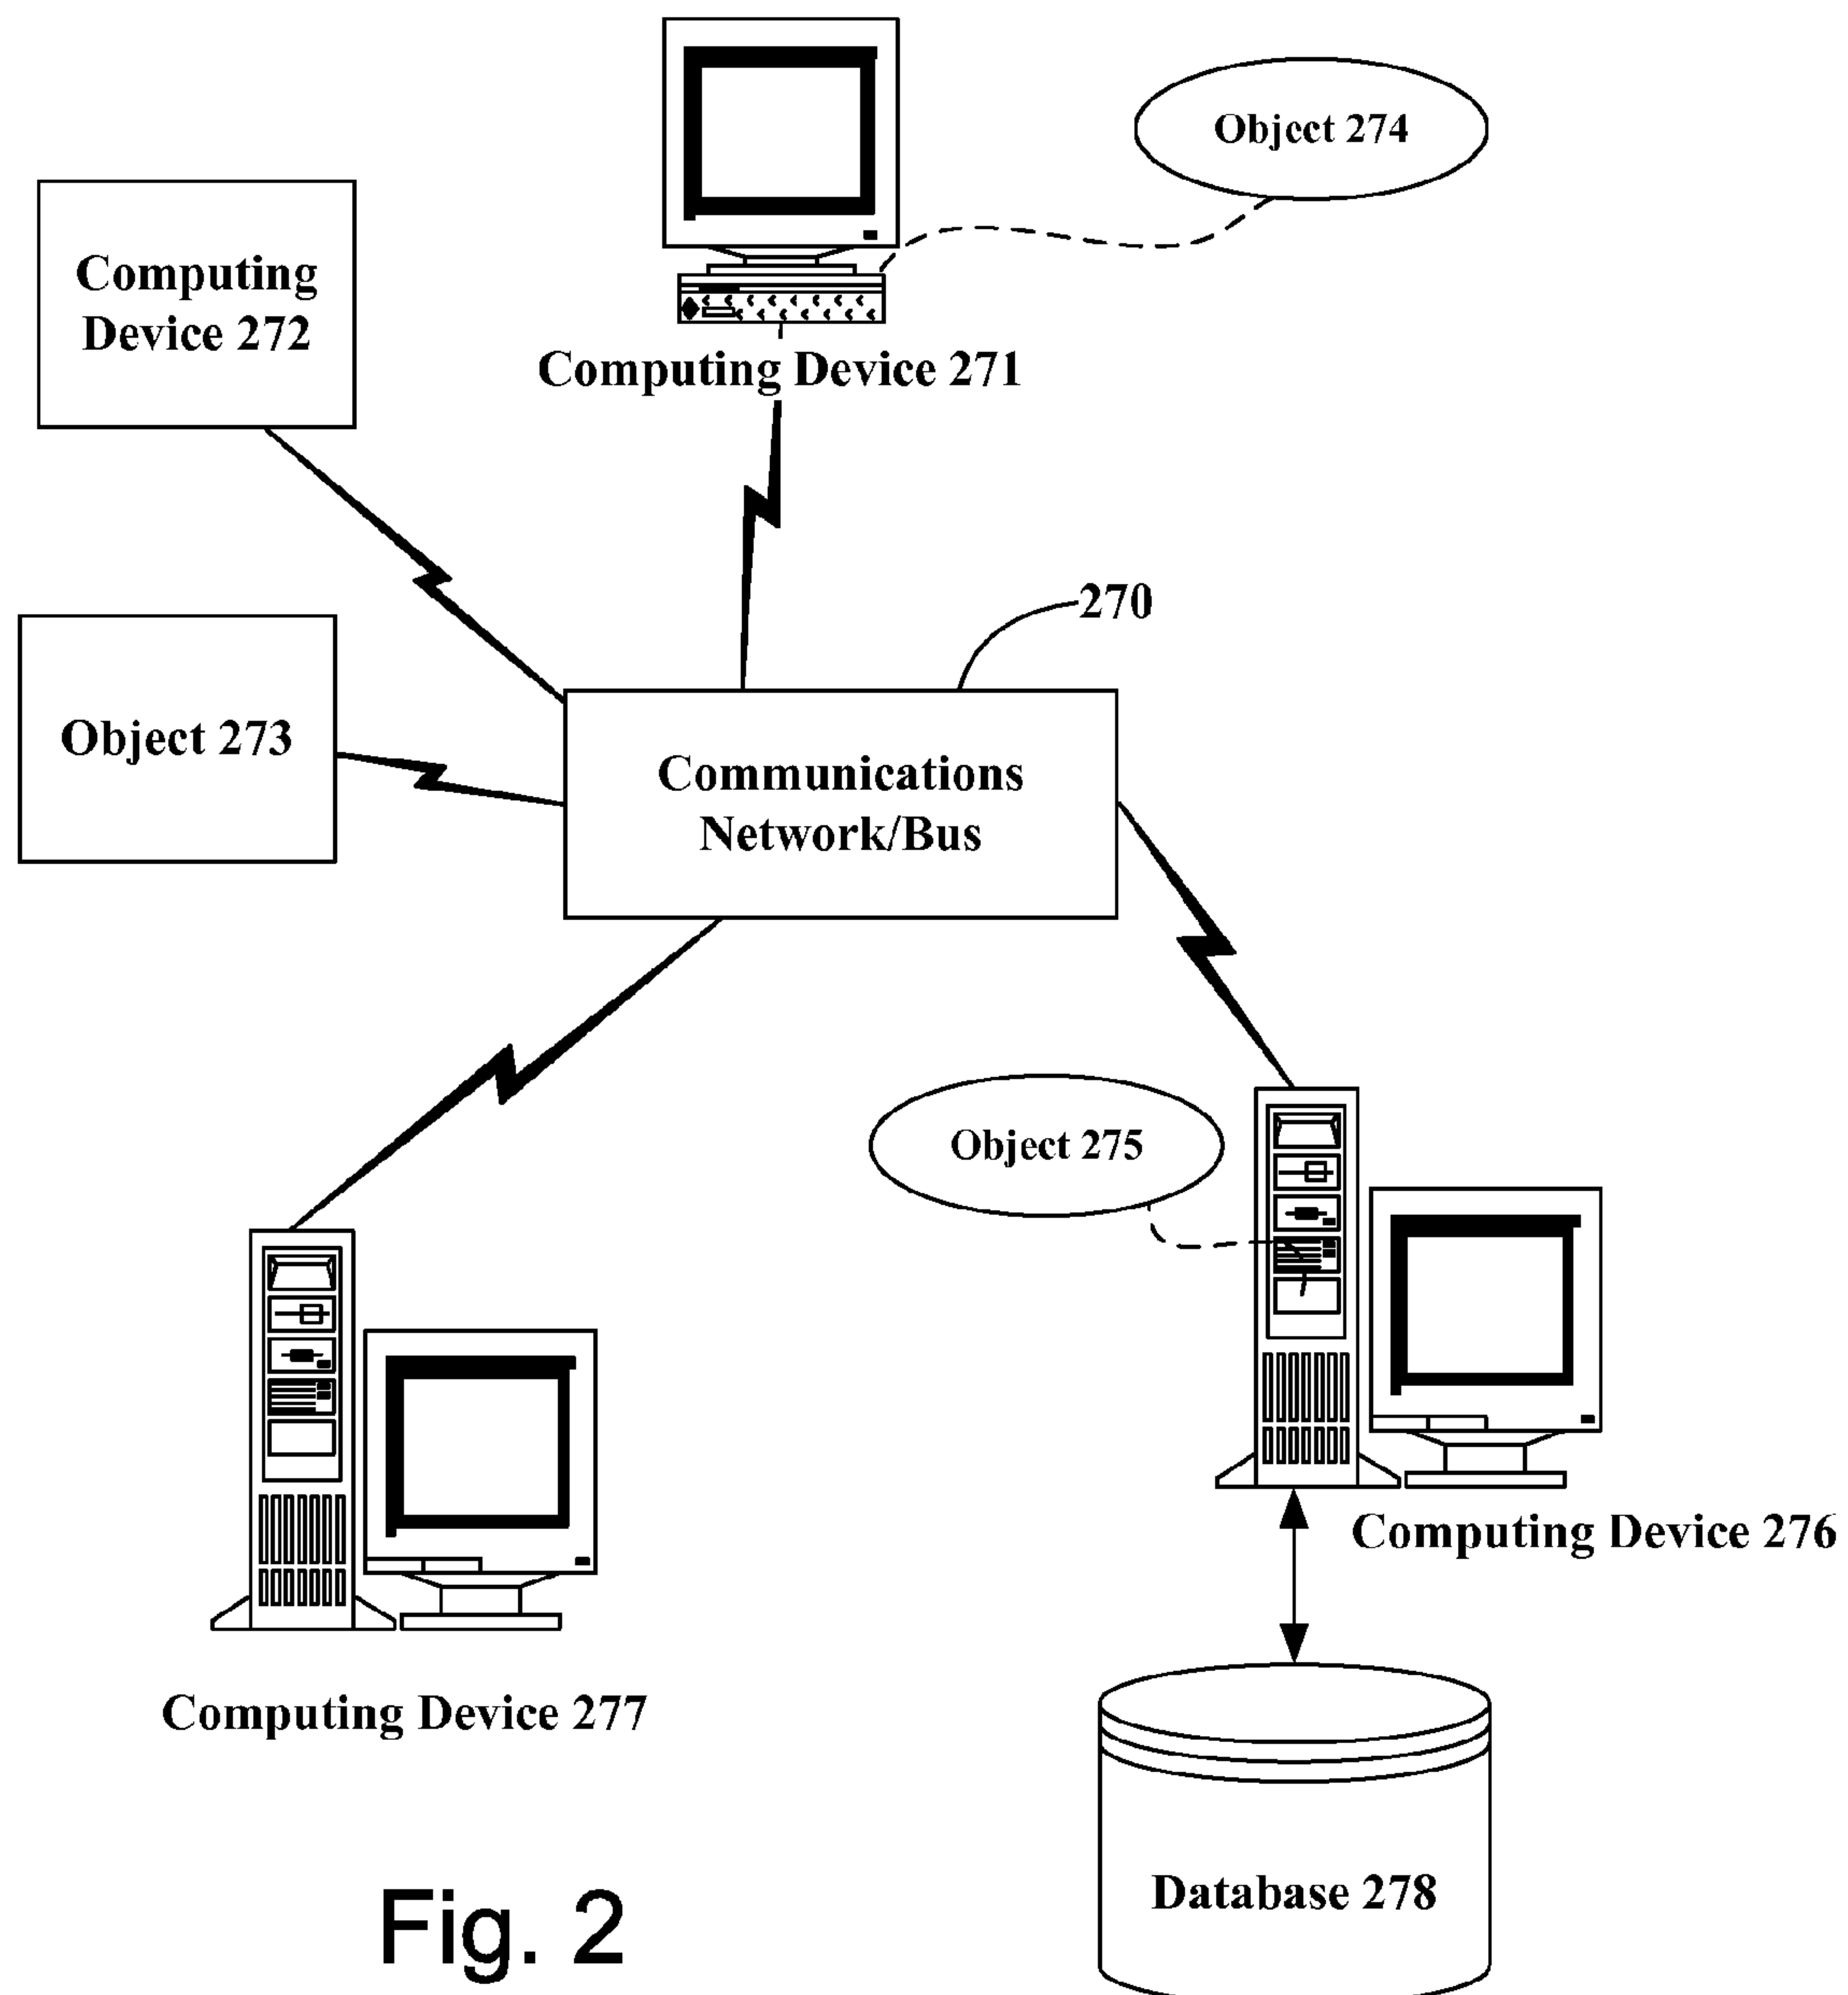 Object 274
Computing
Device 272
Computing Device 271
270
Object 273
Communications
Network/Bus
Object 275
Computing Device 276
Computing Device 277
Database 278
Fig. 2